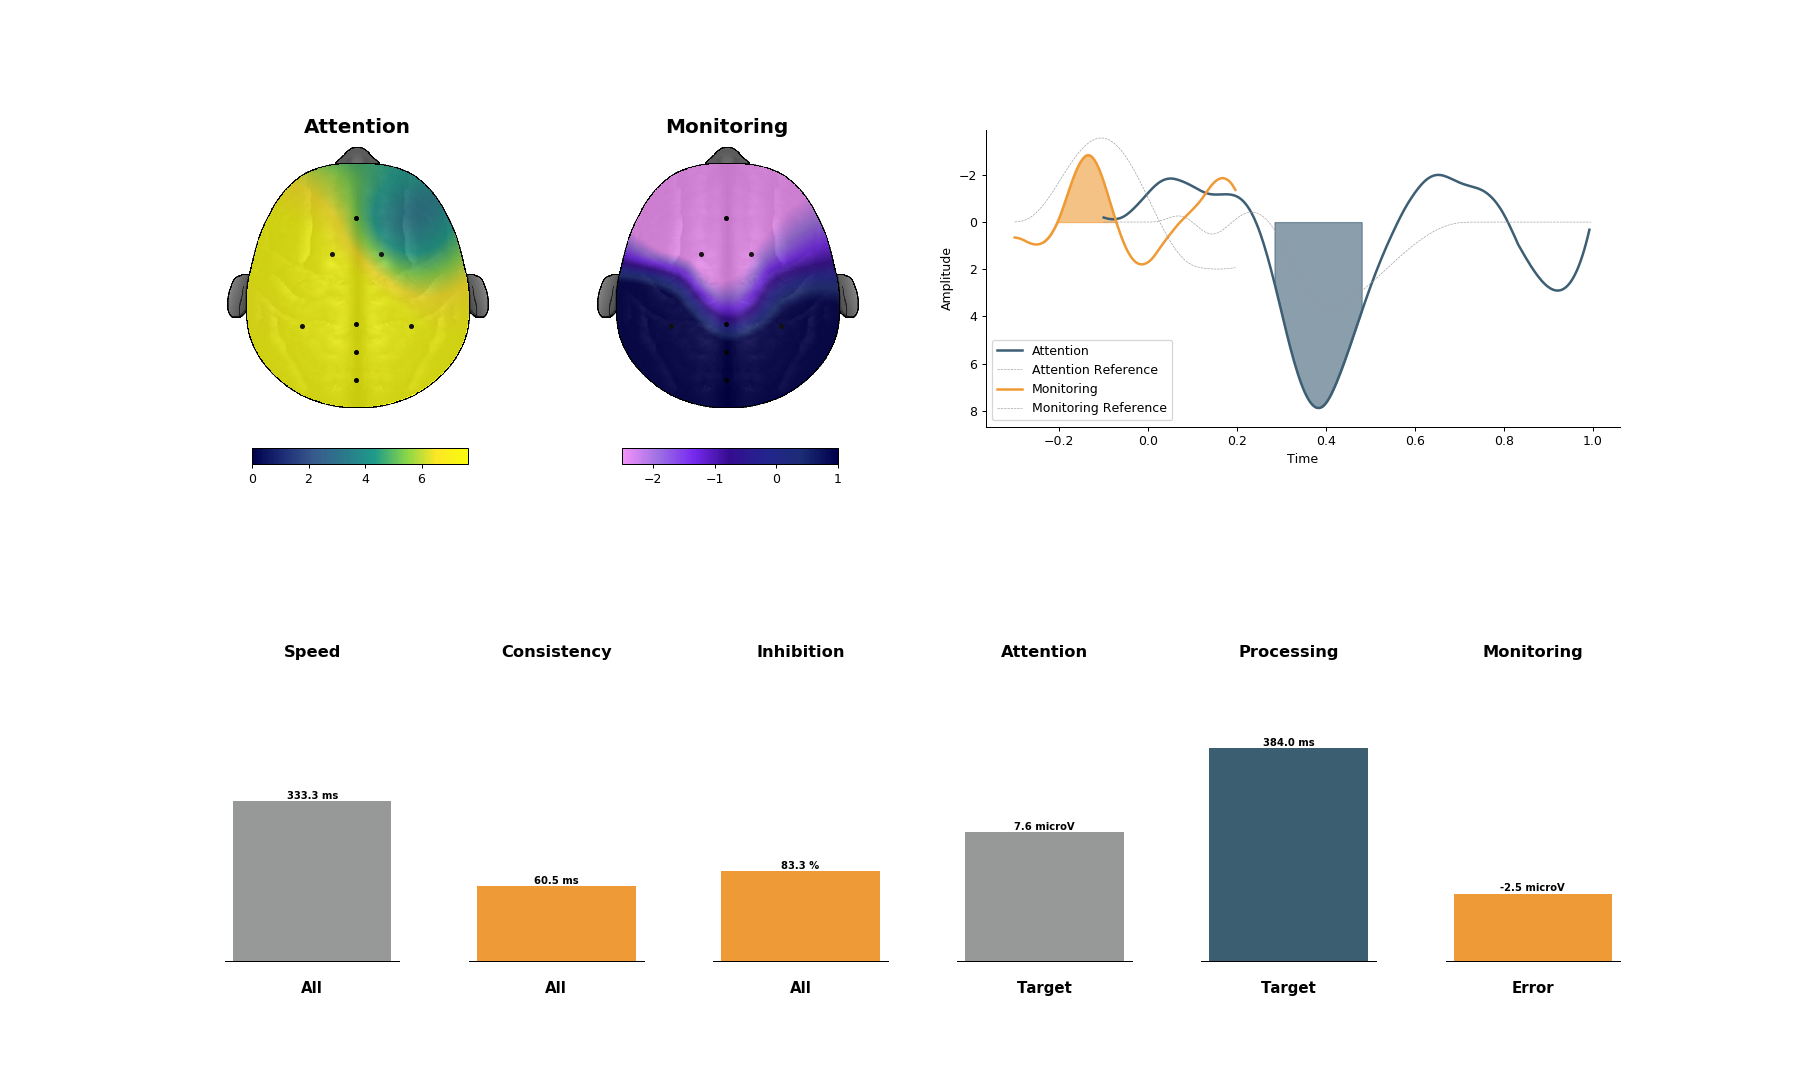 Attention
Monitoring
0 2 4 6
−2 −1 0 1
−2
0
2
4
6
8
Amplitude
Attention
Attention Reference
Monitoring
Monitoring Reference
−0.2 0.0 0.2 0.4 0.6 0.8 1.0
Time
Speed Consistency Inhibition Attention Processing Monitoring
333.3 ms
60.5 ms
83.3 %
7.6 microV
384.0 ms
-2.5 microV
All All All Target Target Error